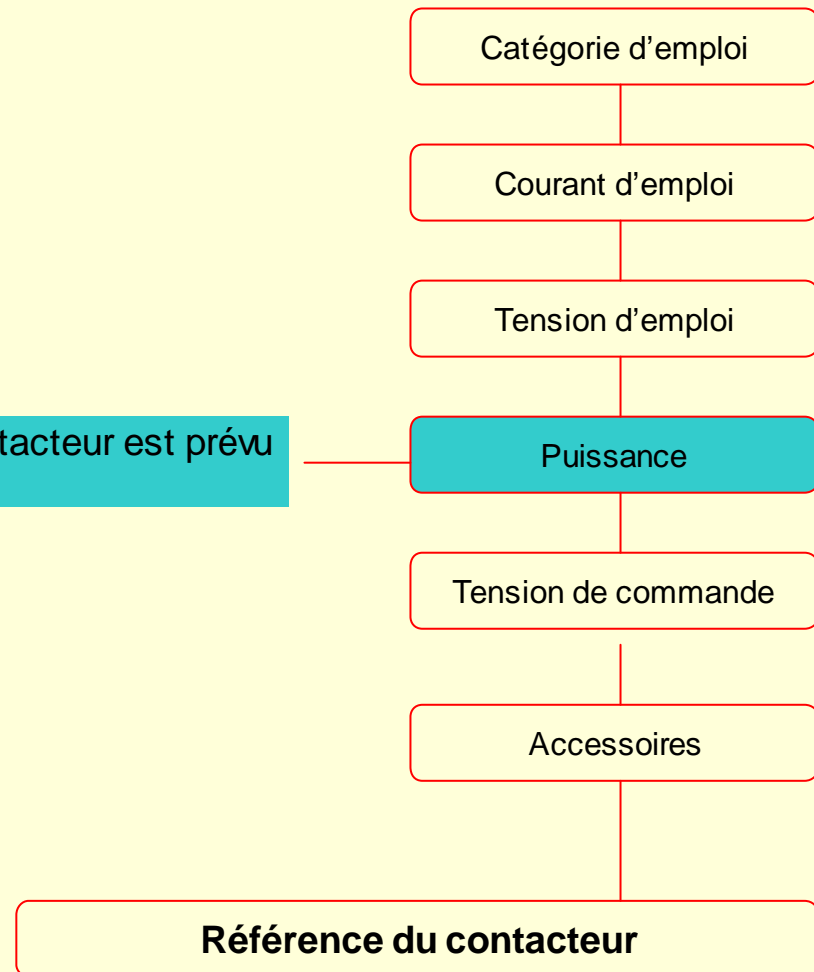 Catégorie d’emploi
Courant d’emploi
Tension d’emploi
tacteur est prévu
Puissance
Tension de commande
Accessoires
Référence du contacteur